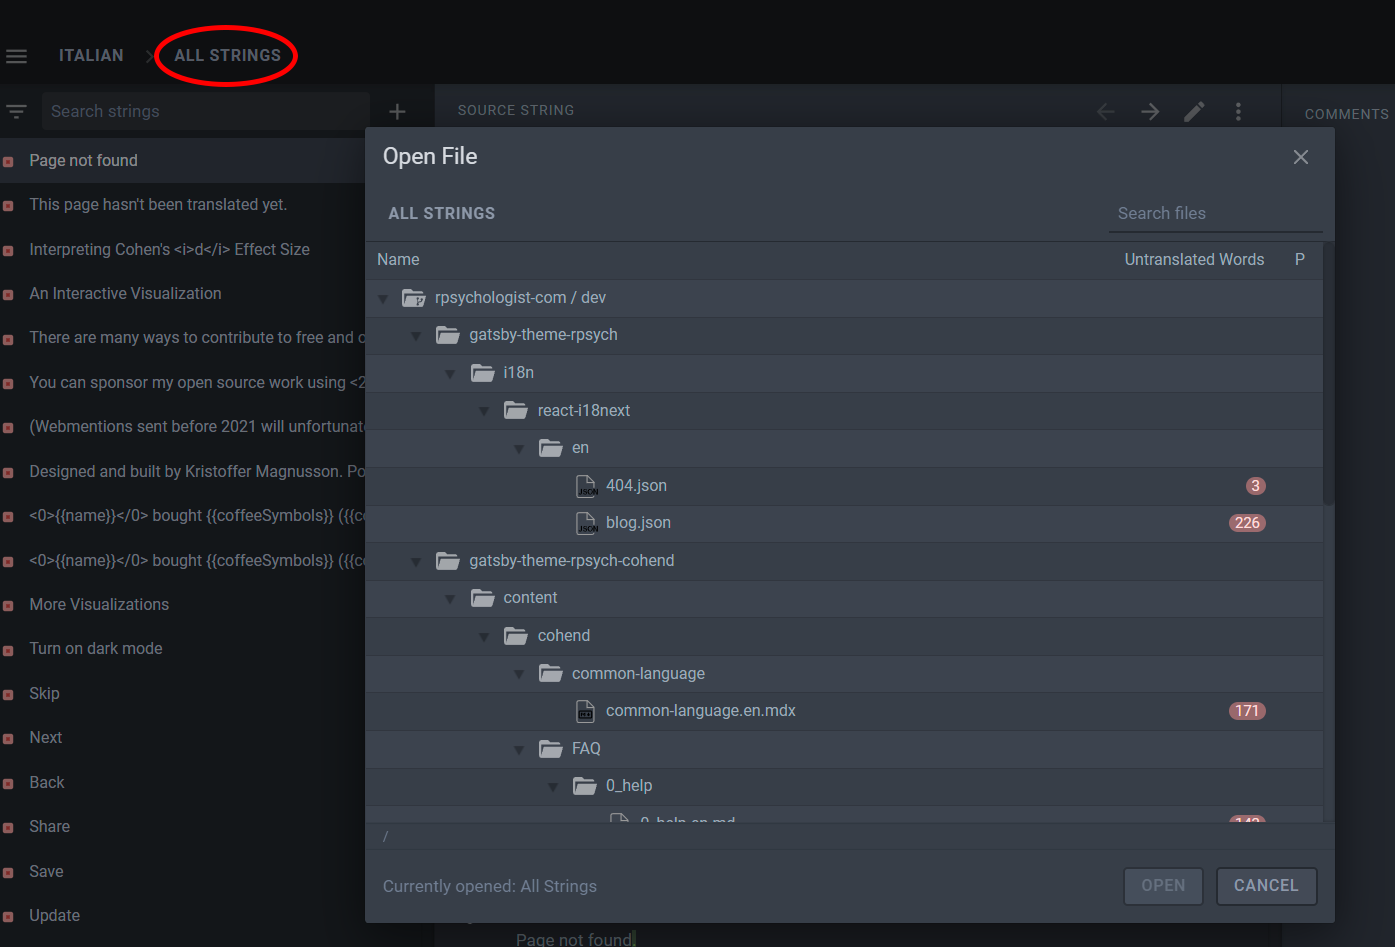 ITALIAN
ALL STRINGS
Search strings
SOURCE STRING
COMMENTS
Page not found
This page hasn't been translated yet.
Interpreting Cohen's <i>d</i> Effect Size
An Interactive Visualization
There are many ways to contribute to free and
You can sponsor my open source work using <2
(Webmentions sent before 2021 will
Designed and built by Kristoffer Magnusson.
<0>{{name}}</0> bought {{coffeeSymbols}}
<0>{{name}}</0> bought {{coffeeSymbols}}
More Visualizations
Turn on dark mode
Skip
Next
Back
Share
Save
Update
Open File
ALL STRINGS
Search files
Name
Untranslated Words
P
rpsychologist-com / dev
gatsby-theme-rpsych
i18n
react-i18next
en
404.json
3
blog.json
226
gatsby-theme-rpsych-cohend
content
cohend
common-language
common-language.en.mdx
171
FAQ
0_help
0_help.en.md
/
Currently opened: All Strings
OPEN
CANCEL
Page not found.